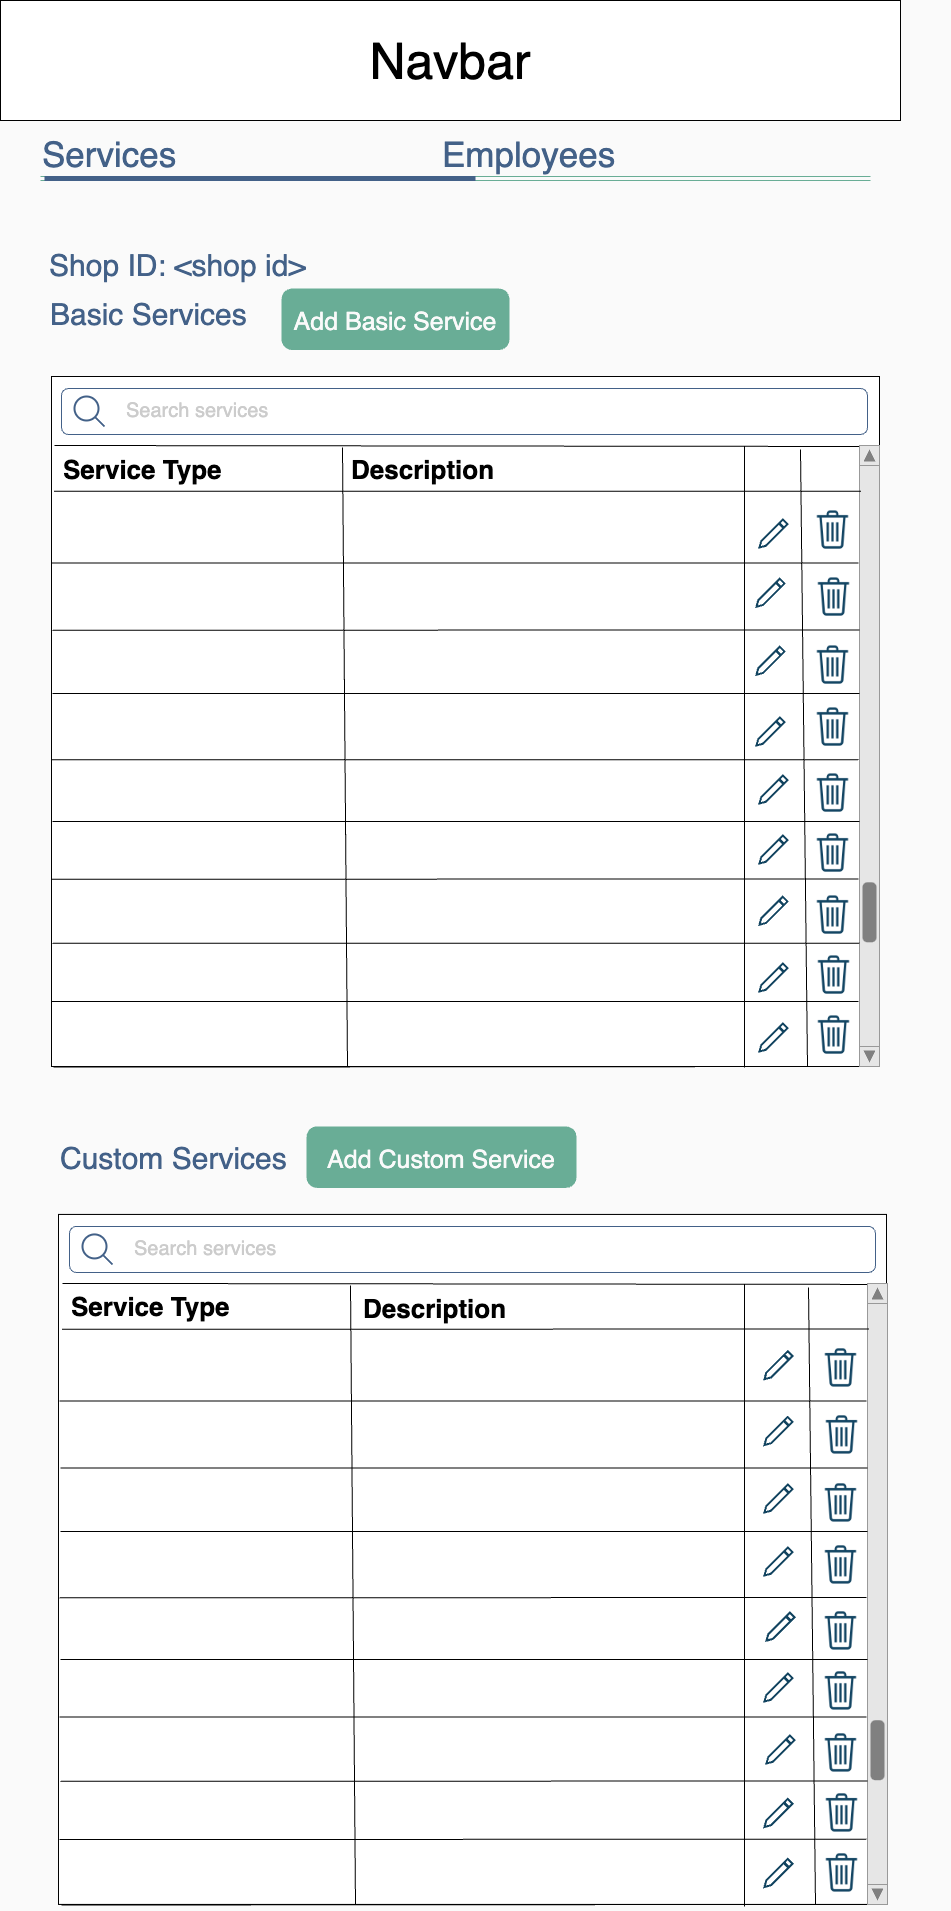 Navbar
Services Employees
Shop ID: <shop id>
Basic Services Add Basic Service
Search services
Service Type Description
Custom Services Add Custom Service
Search services
Service Type Description